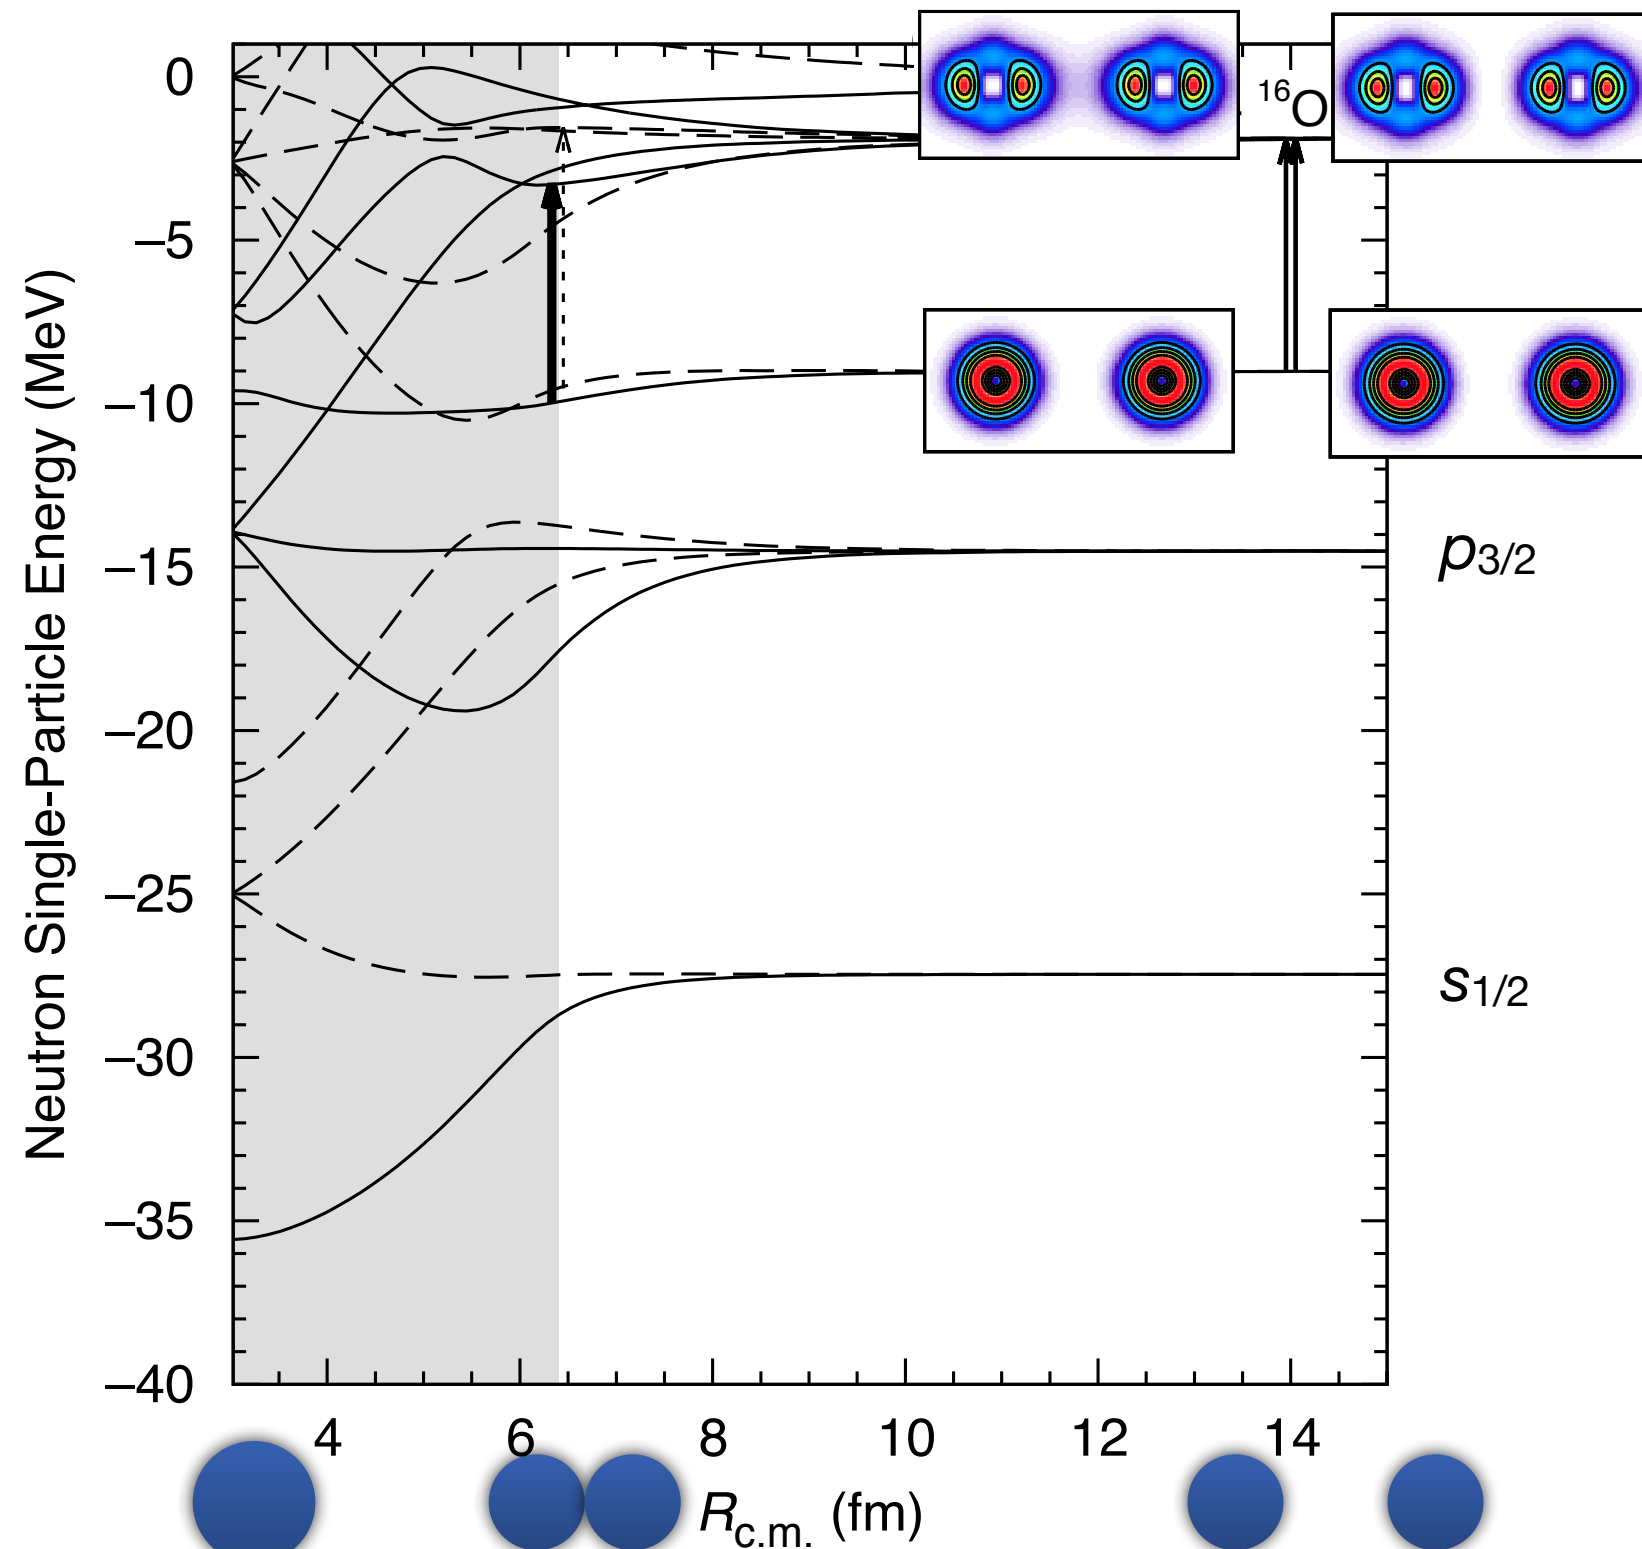 Neutron Single-Particle Energy (MeV)
0
−5
−10
−15
−20
−25
−30
−35
−40
¹⁶O
p3/2
s1/2
4 6 8 10 12 14
Rc.m. (fm)